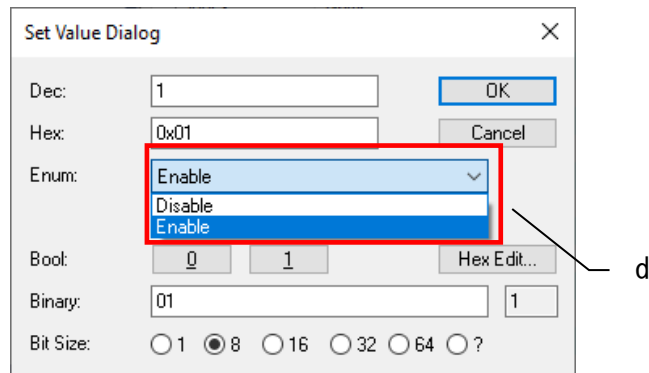 Set Value Dialog
Dec: 1 OK
Hex: 0x01 Cancel
Enum: Enable
Disable
Enable
Bool: 0 1 Hex Edit...
d
Binary: 01 1
Bit Size: 1 8 16 32 64 ?